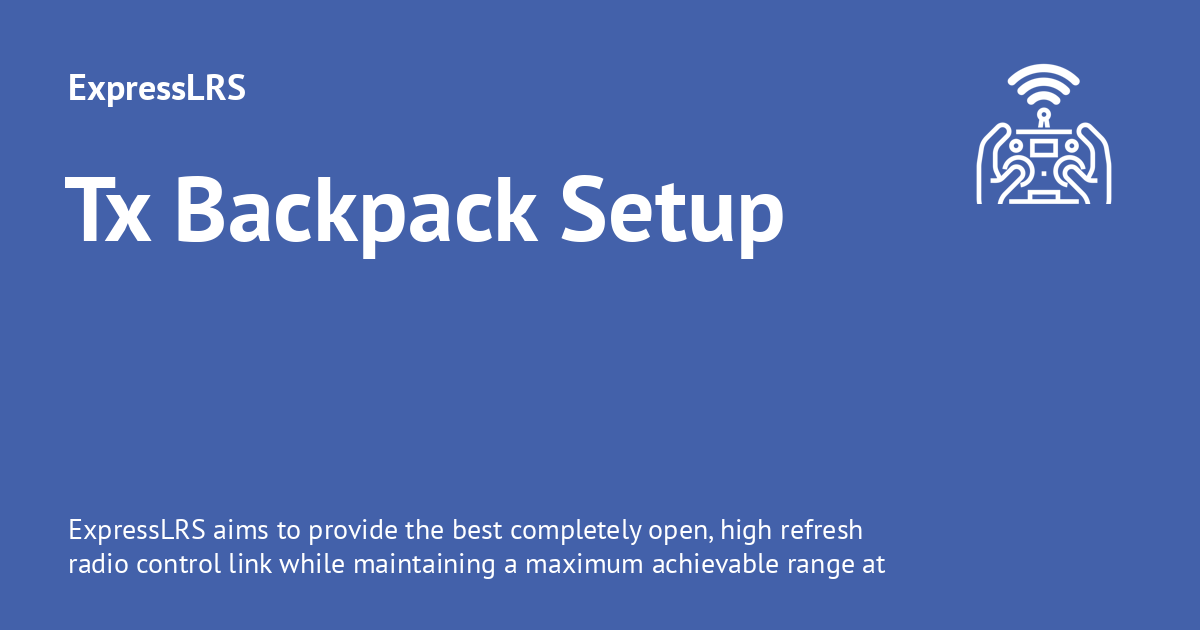 ExpressLRS
Tx Backpack Setup
ExpressLRS aims to provide the best completely open, high refresh
radio control link while maintaining a maximum achievable range at